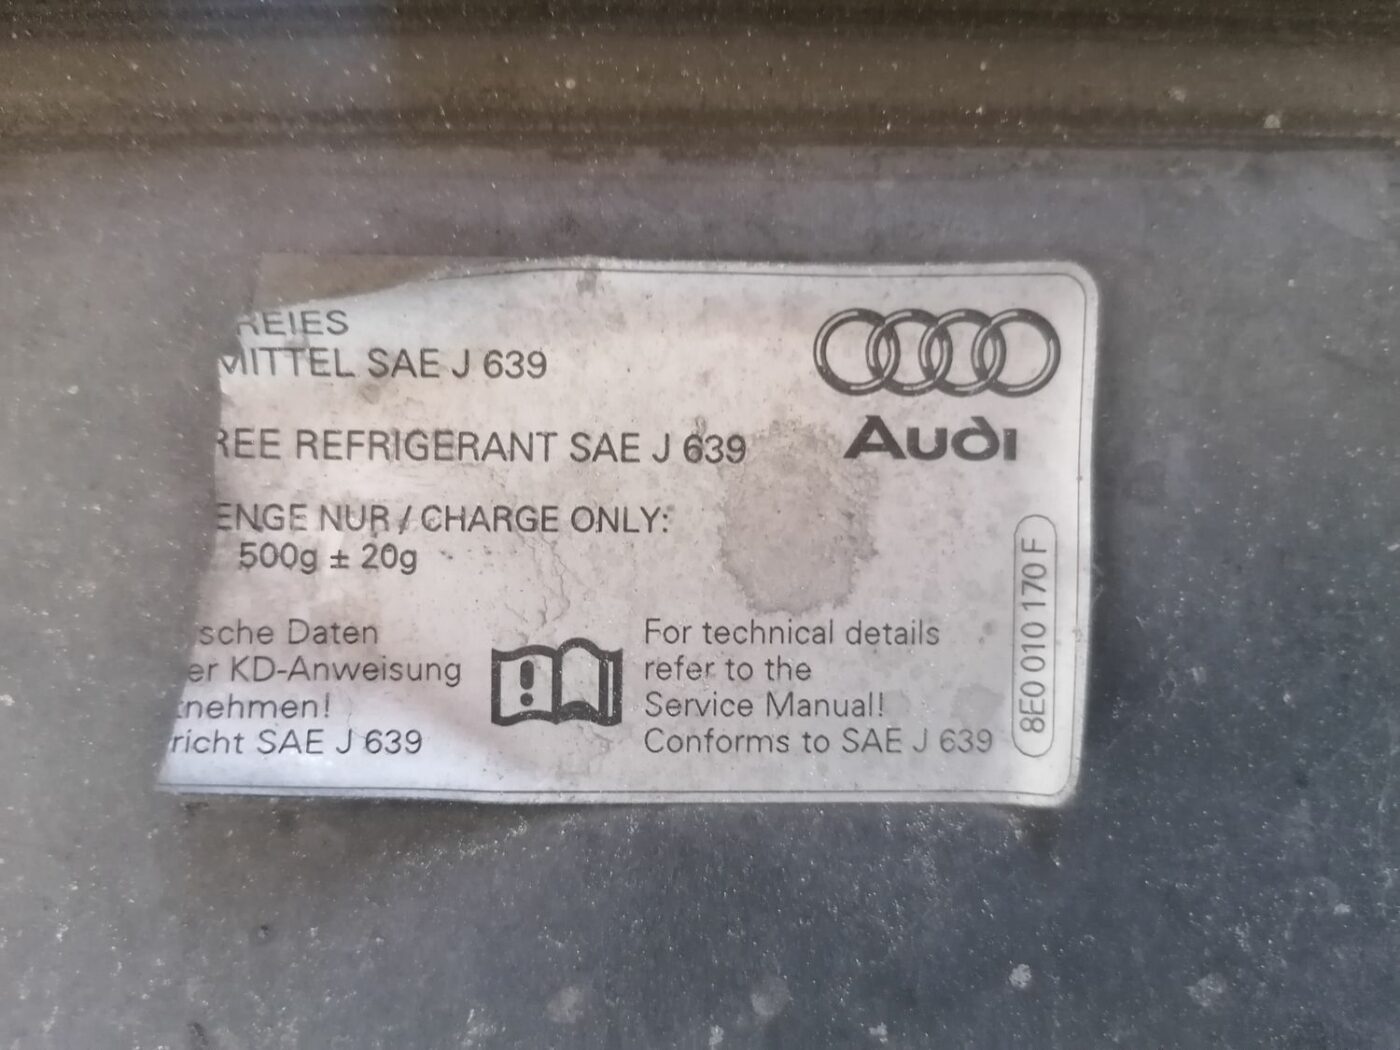 REIES
MITTEL SAE J 639
REE REFRIGERANT SAE J 639
ENGE NUR / CHARGE ONLY:
500g ± 20g
Audi
sche Daten
er KD-Anweisung
nehmen!
richt SAE J 639
For technical details
refer to the
Service Manual!
Conforms to SAE J 639
8E0 010 170 F